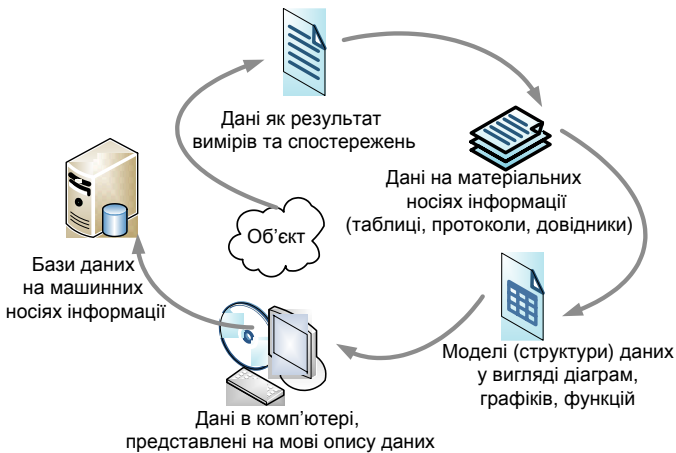 Дані як результат
вимірів та спостережень
Дані на матеріальних
носіях інформації
(таблиці, протоколи, довідники)
Об’єкт
Бази даних
на машинних
носіях інформації
Моделі (структури) даних
у вигляді діаграм,
графіків, функцій
Дані в комп’ютері,
представлені на мові опису даних